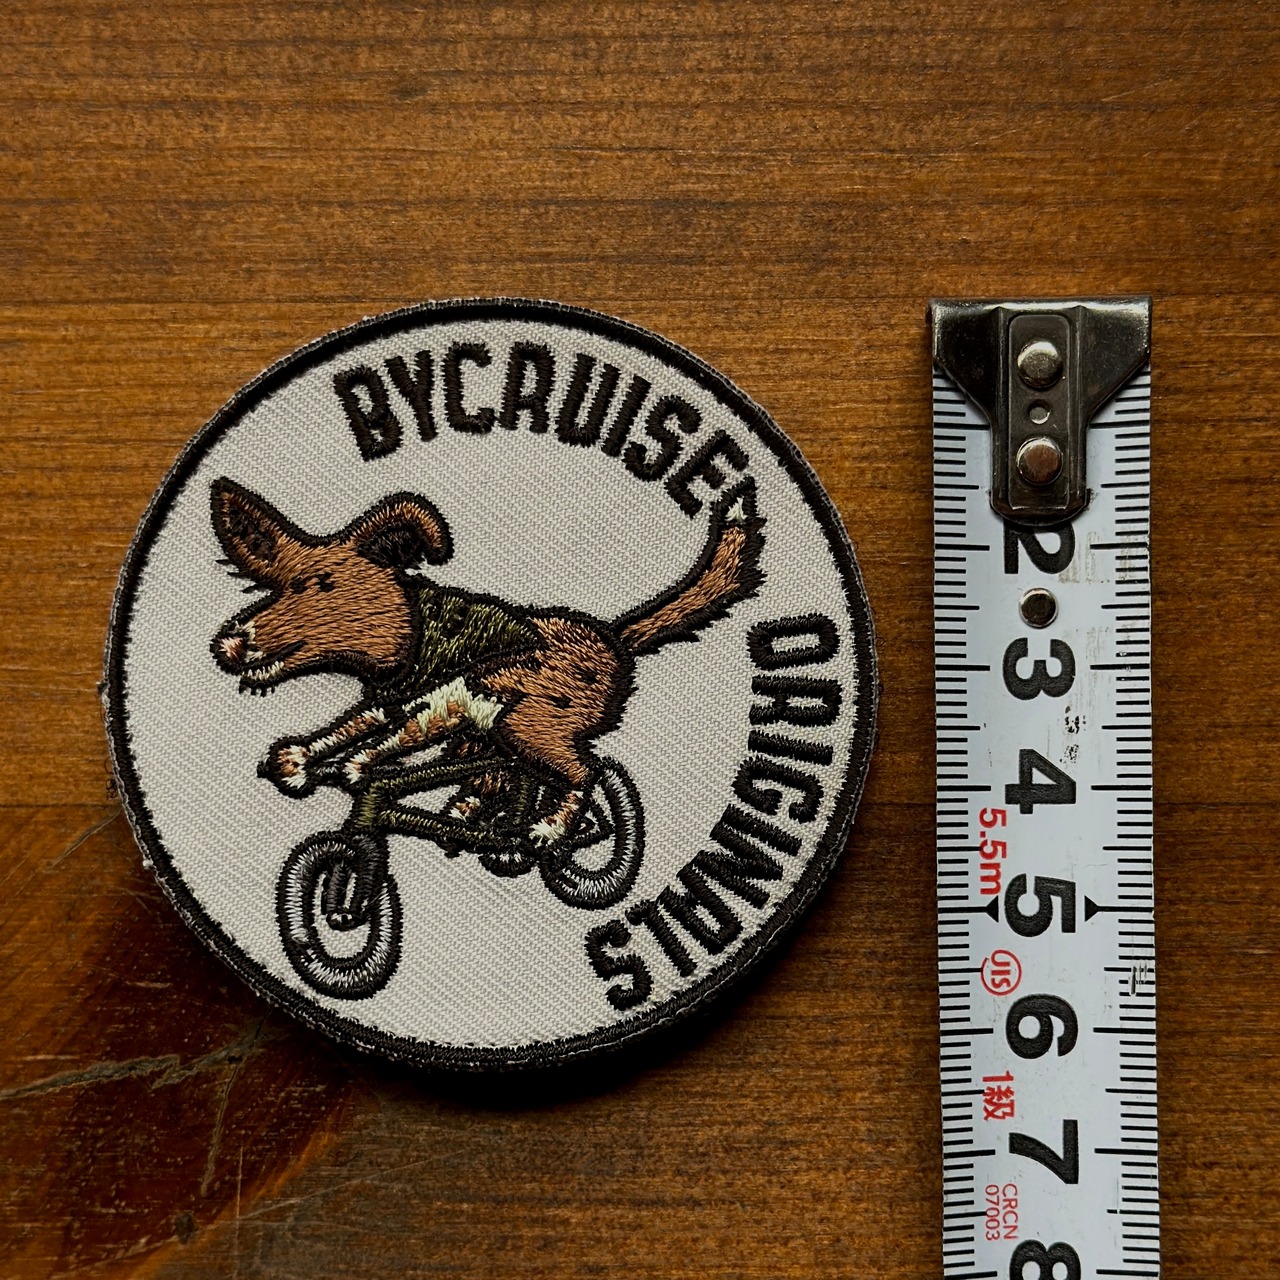 BYCRUISE
ORIGINALS
2
3
4
5.5m
5
JIS
6
1級
7
CRCN
07003
8